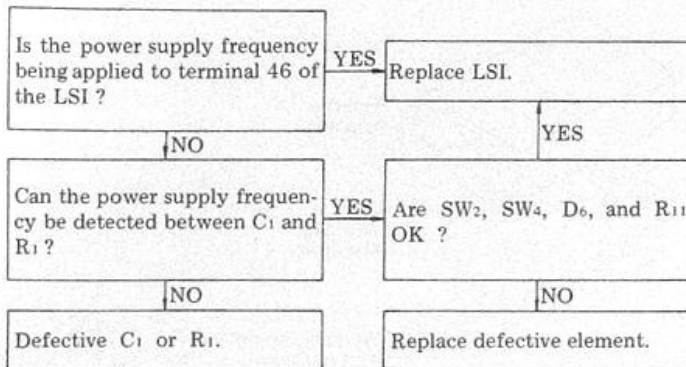 Is the power supply frequency
being applied to terminal 46 of
the LSI ?
YES
Replace LSI.
NO
YES
Can the power supply frequen-
cy be detected between C₁ and
R₁ ?
YES
Are SW₂, SW₄, D₆, and R₁₁
OK ?
NO
NO
Defective C₁ or R₁.
Replace defective element.